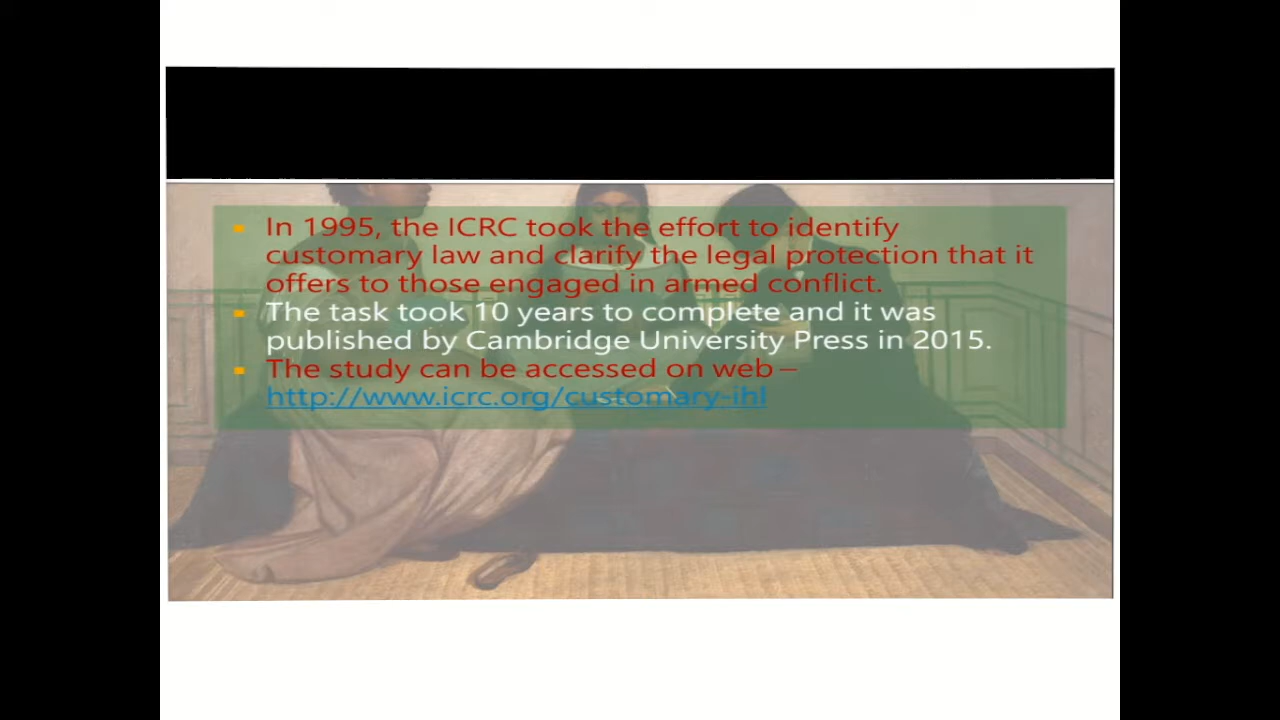 In 1995, the ICRC took the effort to identify
customary law and clarify the legal protection that it
offers to those engaged in armed conflict.
The task took 10 years to complete and it was
published by Cambridge University Press in 2015.
The study can be accessed on web –
http://www.icrc.org/customary-ihl